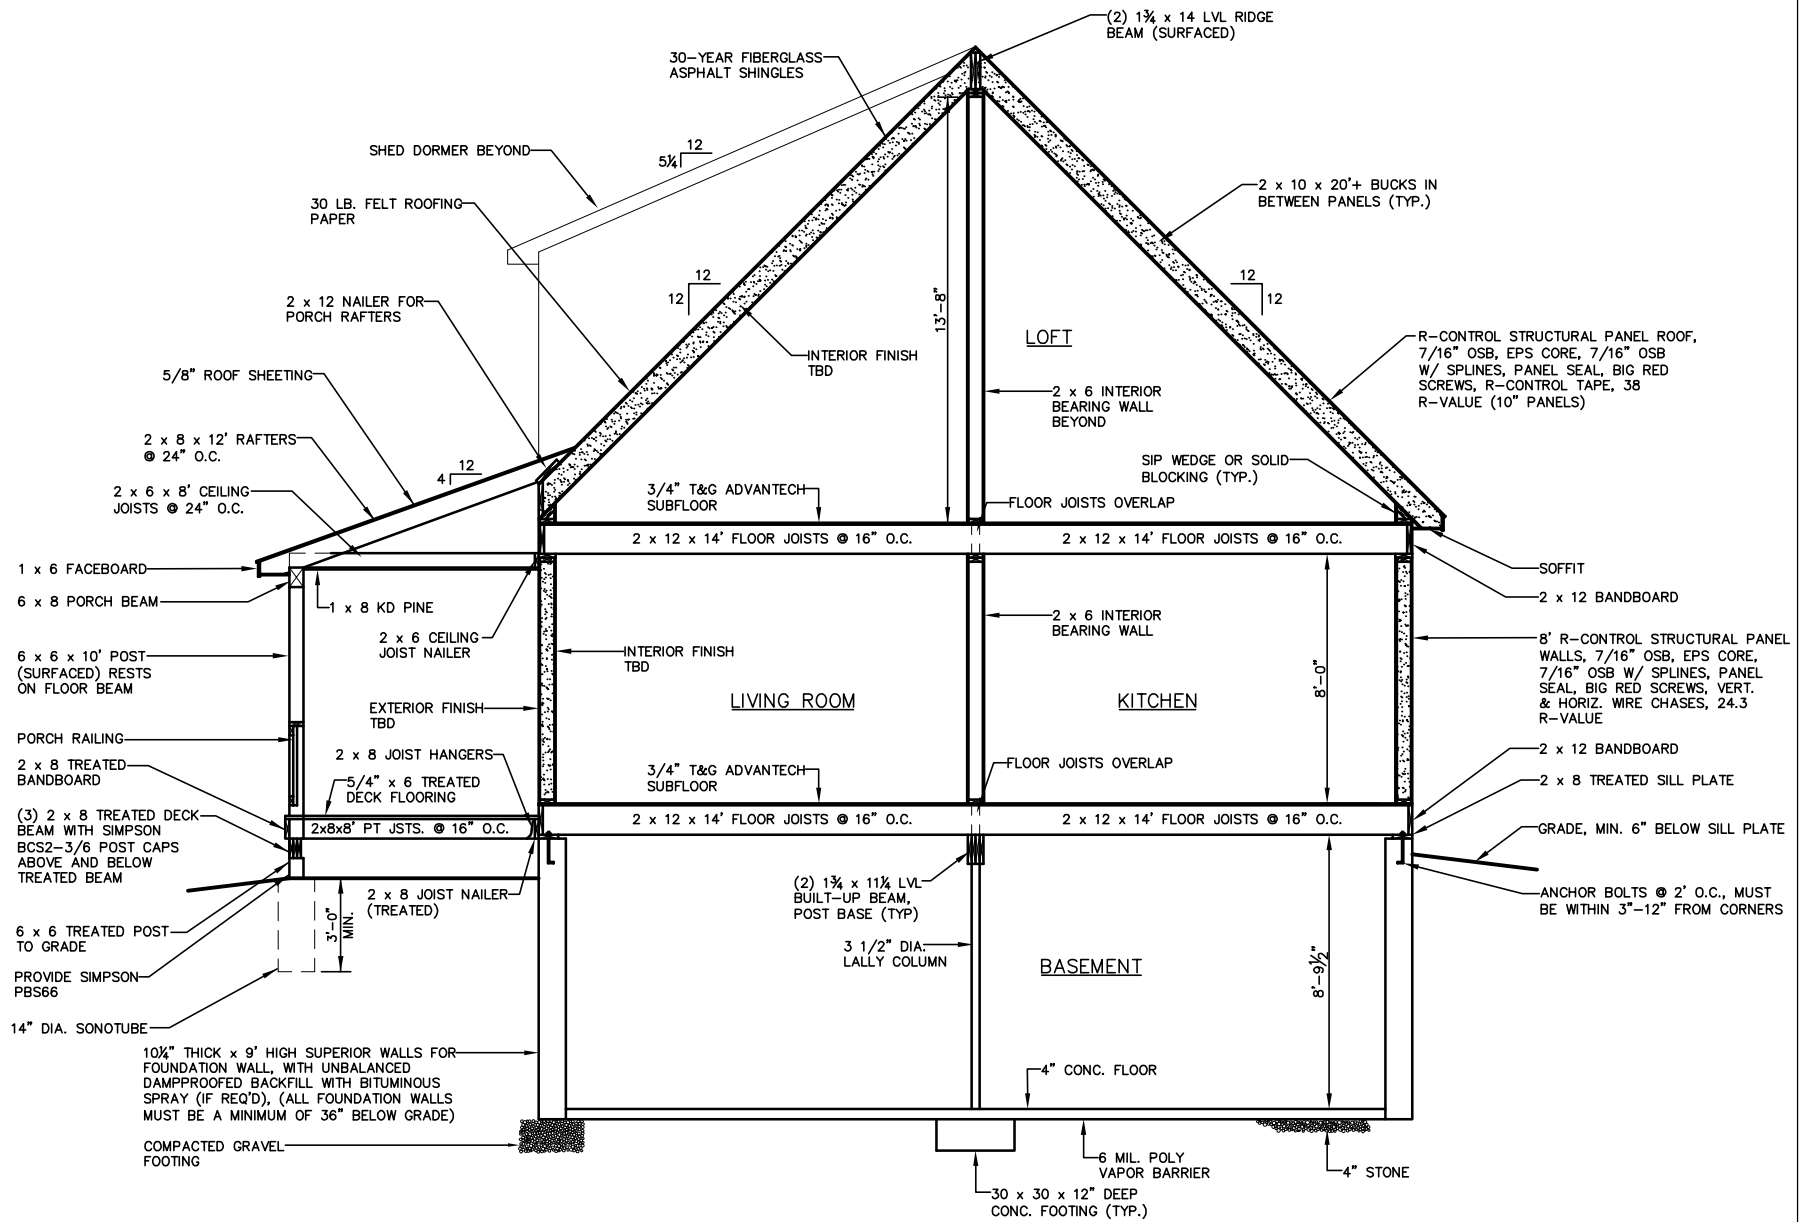 (2) 1¾ x 14 LVL RIDGE
BEAM (SURFACED)
30-YEAR FIBERGLASS
ASPHALT SHINGLES
SHED DORMER BEYOND
12
5¼
30 LB. FELT ROOFING
PAPER
2 x 10 x 20'+ BUCKS IN
BETWEEN PANELS (TYP.)
12
12
12
12
2 x 12 NAILER FOR
PORCH RAFTERS
13'-8"
LOFT
INTERIOR FINISH
TBD
R-CONTROL STRUCTURAL PANEL ROOF,
7/16" OSB, EPS CORE, 7/16" OSB
W/ SPLINES, PANEL SEAL, BIG RED
SCREWS, R-CONTROL TAPE, 38
R-VALUE (10" PANELS)
5/8" ROOF SHEETING
2 x 6 INTERIOR
BEARING WALL
BEYOND
2 x 8 x 12' RAFTERS
@ 24" O.C.
12
4
SIP WEDGE OR SOLID
BLOCKING (TYP.)
2 x 6 x 8' CEILING
JOISTS @ 24" O.C.
3/4" T&G ADVANTECH
SUBFLOOR
FLOOR JOISTS OVERLAP
2 x 12 x 14' FLOOR JOISTS @ 16" O.C.
2 x 12 x 14' FLOOR JOISTS @ 16" O.C.
1 x 6 FACEBOARD
SOFFIT
6 x 8 PORCH BEAM
1 x 8 KD PINE
2 x 12 BANDBOARD
2 x 6 CEILING
JOIST NAILER
2 x 6 INTERIOR
BEARING WALL
6 x 6 x 10' POST
(SURFACED) RESTS
ON FLOOR BEAM
INTERIOR FINISH
TBD
8' R-CONTROL STRUCTURAL PANEL
WALLS, 7/16" OSB, EPS CORE,
7/16" OSB W/ SPLINES, PANEL
SEAL, BIG RED SCREWS, VERT.
& HORIZ. WIRE CHASES, 24.3
R-VALUE
8'-0"
LIVING ROOM
KITCHEN
EXTERIOR FINISH
TBD
PORCH RAILING
2 x 8 JOIST HANGERS
2 x 12 BANDBOARD
2 x 8 TREATED
BANDBOARD
5/4" x 6 TREATED
DECK FLOORING
3/4" T&G ADVANTECH
SUBFLOOR
FLOOR JOISTS OVERLAP
2 x 8 TREATED SILL PLATE
(3) 2 x 8 TREATED DECK
BEAM WITH SIMPSON
BCS2-3/6 POST CAPS
ABOVE AND BELOW
TREATED BEAM
2x8x8' PT JSTS. @ 16" O.C.
2 x 12 x 14' FLOOR JOISTS @ 16" O.C.
2 x 12 x 14' FLOOR JOISTS @ 16" O.C.
GRADE, MIN. 6" BELOW SILL PLATE
2 x 8 JOIST NAILER
(TREATED)
(2) 1¾ x 11¼ LVL
BUILT-UP BEAM,
POST BASE (TYP)
ANCHOR BOLTS @ 2' O.C., MUST
BE WITHIN 3"-12" FROM CORNERS
3'-0"
MIN.
6 x 6 TREATED POST
TO GRADE
3 1/2" DIA.
LALLY COLUMN
BASEMENT
8'-9½"
PROVIDE SIMPSON
PBS66
14" DIA. SONOTUBE
10¼" THICK x 9' HIGH SUPERIOR WALLS FOR
FOUNDATION WALL, WITH UNBALANCED
DAMPPROOFED BACKFILL WITH BITUMINOUS
SPRAY (IF REQ'D), (ALL FOUNDATION WALLS
MUST BE A MINIMUM OF 36" BELOW GRADE)
4" CONC. FLOOR
COMPACTED GRAVEL
FOOTING
6 MIL. POLY
VAPOR BARRIER
4" STONE
30 x 30 x 12" DEEP
CONC. FOOTING (TYP.)